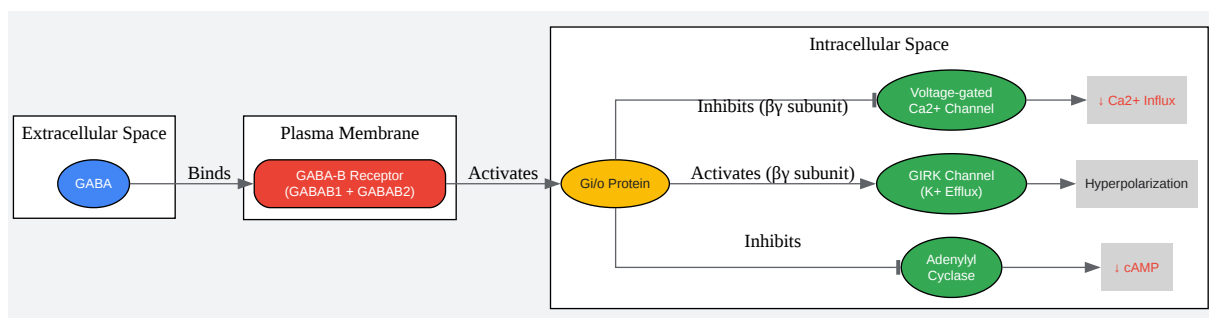 Extracellular Space
GABA
Binds
Plasma Membrane
GABA-B Receptor
(GABAB1 + GABAB2)
Activates
Intracellular Space
Gi/o Protein
Inhibits (βγ subunit)
Voltage-gated
Ca2+ Channel
↓ Ca2+ Influx
Activates (βγ subunit)
GIRK Channel
(K+ Efflux)
Hyperpolarization
Inhibits
Adenylyl
Cyclase
↓ cAMP